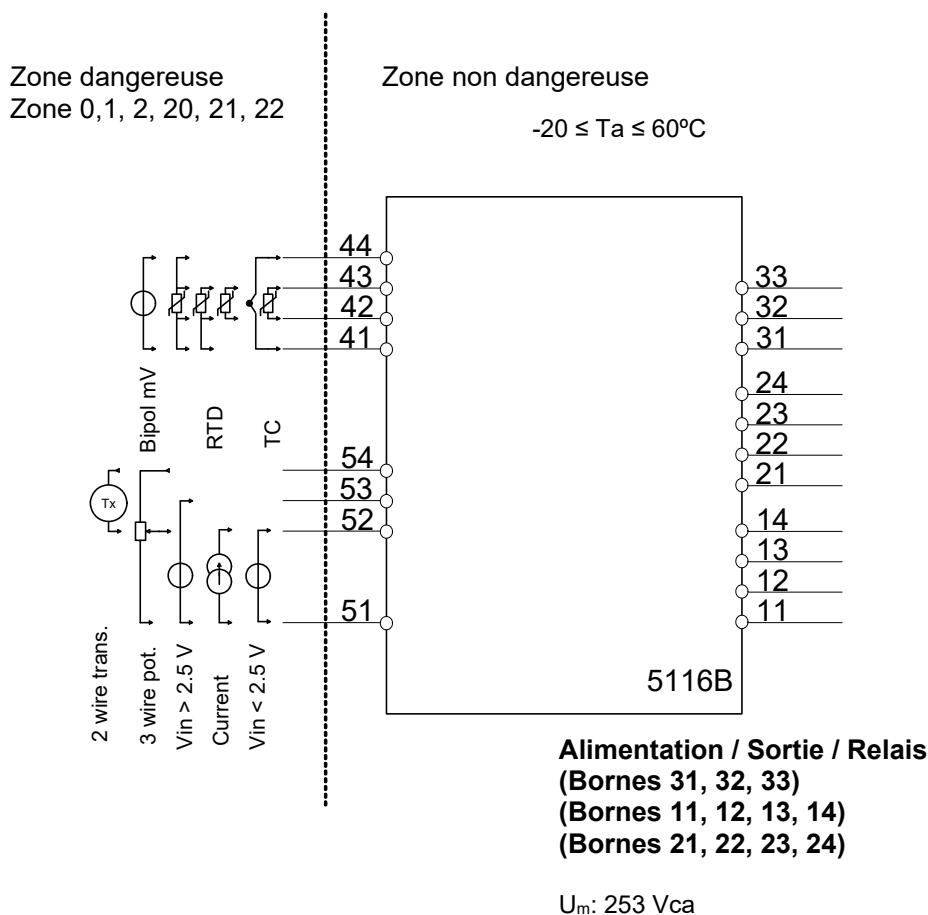 Zone dangereuse
Zone 0,1, 2, 20, 21, 22
Zone non dangereuse
-20 ≤ Ta ≤ 60ºC
44
43
42
41
33
32
31
24
23
22
21
14
13
12
11
Bipol mV
RTD
TC
54
53
52
51
Tx
2 wire trans.
3 wire pot.
Vin > 2.5 V
Current
Vin < 2.5 V
5116B
Alimentation / Sortie / Relais
(Bornes 31, 32, 33)
(Bornes 11, 12, 13, 14)
(Bornes 21, 22, 23, 24)
Um: 253 Vca